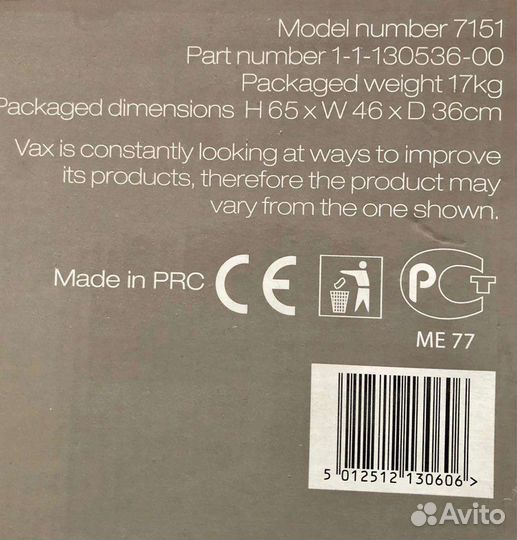 Model number 7151
Part number 1-1-130536-00
Packaged weight 17kg
Packaged dimensions H 65 x W 46 x D 36cm
Vax is constantly looking at ways to improve
its products, therefore the product may
vary from the one shown.
Made in PRC CE РСТ
ME 77
5 012512 130606 >
Avito